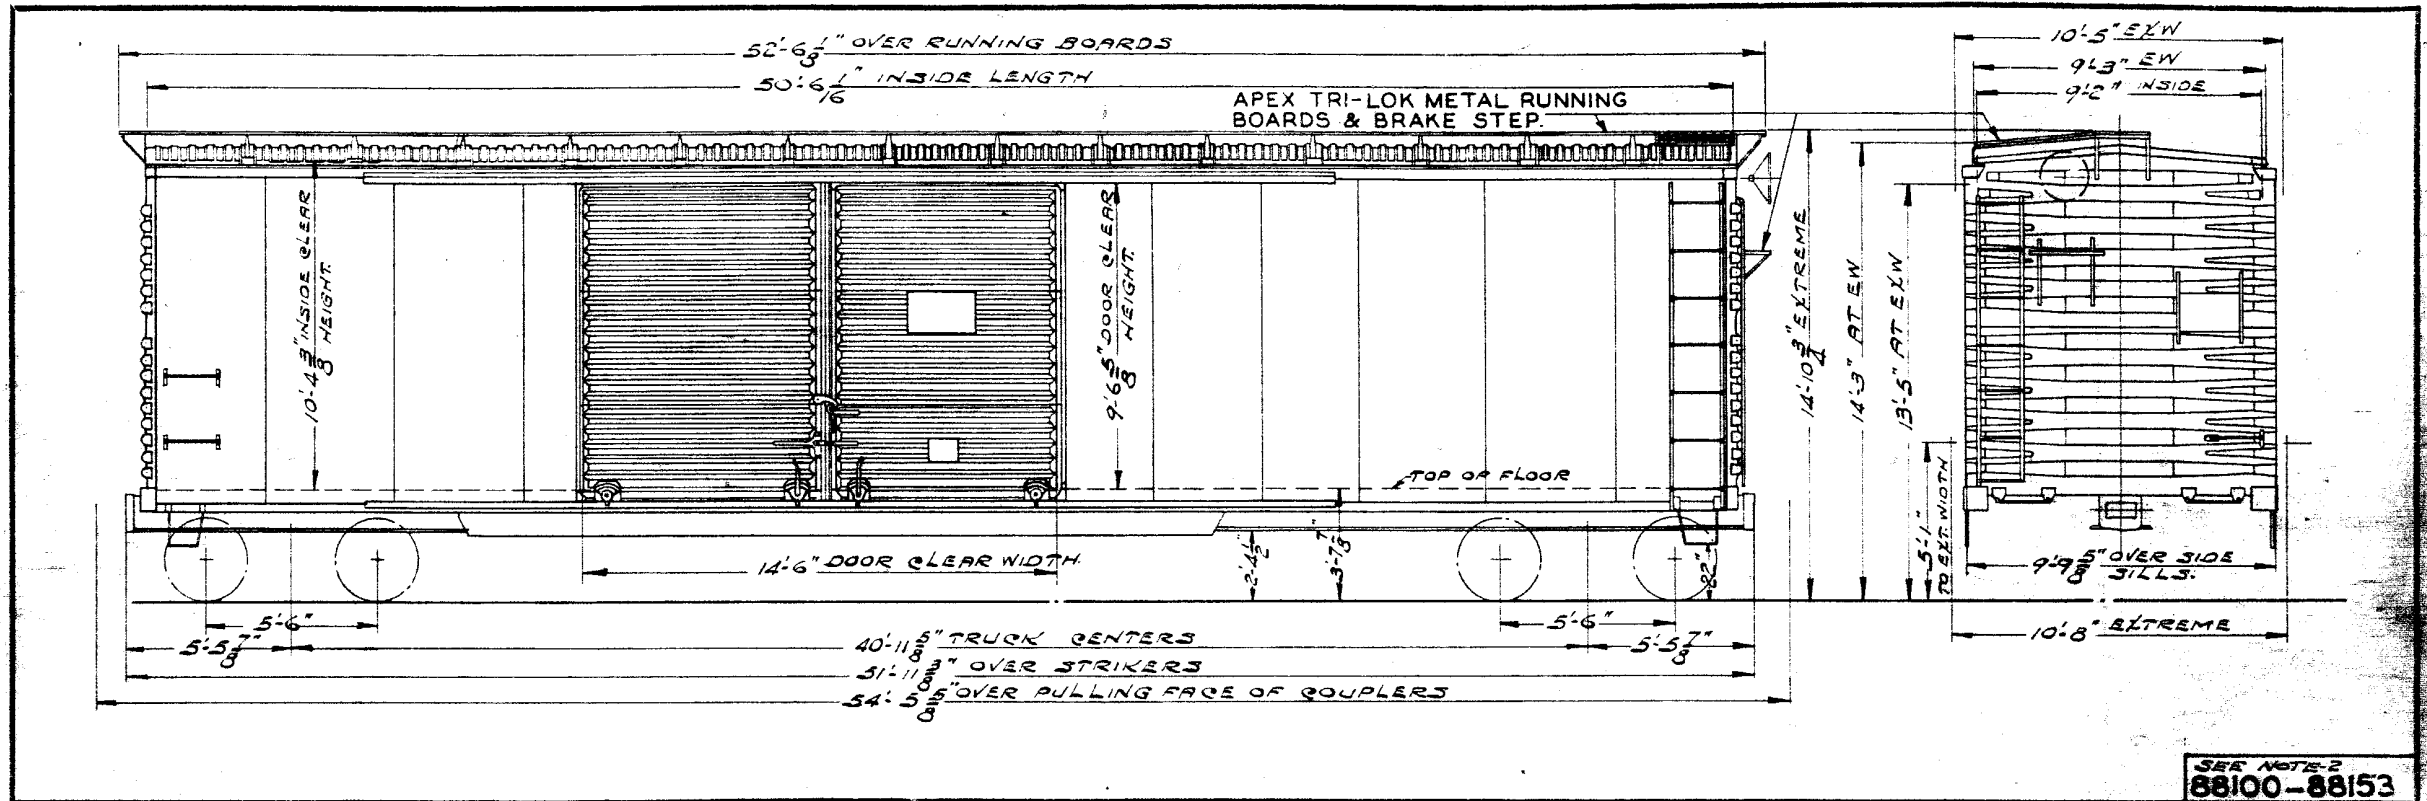 52'-6 1/8" OVER RUNNING BOARDS
50'-6 1/16" INSIDE LENGTH
APEX TRI-LOK METAL RUNNING
BOARDS & BRAKE STEP.
10'-5" EXW
9'-3" EW
9'-2" INSIDE
10'-4 3/8" INSIDE CLEAR
HEIGHT.
9'-6 5/8" DOOR CLEAR
HEIGHT.
14'-10 3/4" EXTREME
14'-3" AT EW
13'-5" AT EXW
TOP OF FLOOR
14'-6" DOOR CLEAR WIDTH.
2'-4 1/2"
3'-7 7/8"
22"
5'-1"
TO EXT. WIDTH
9'-9 5/8" OVER SIDE
SILLS.
5'-6"
5'-6"
5'-5 7/8"
40'-11 5/8" TRUCK CENTERS
5'-5 7/8"
10'-8" EXTREME
51'-11 3/8" OVER STRIKERS
54'-5 5/8" OVER PULLING FACE OF COUPLERS
SEE NOTE-2
88100-88153